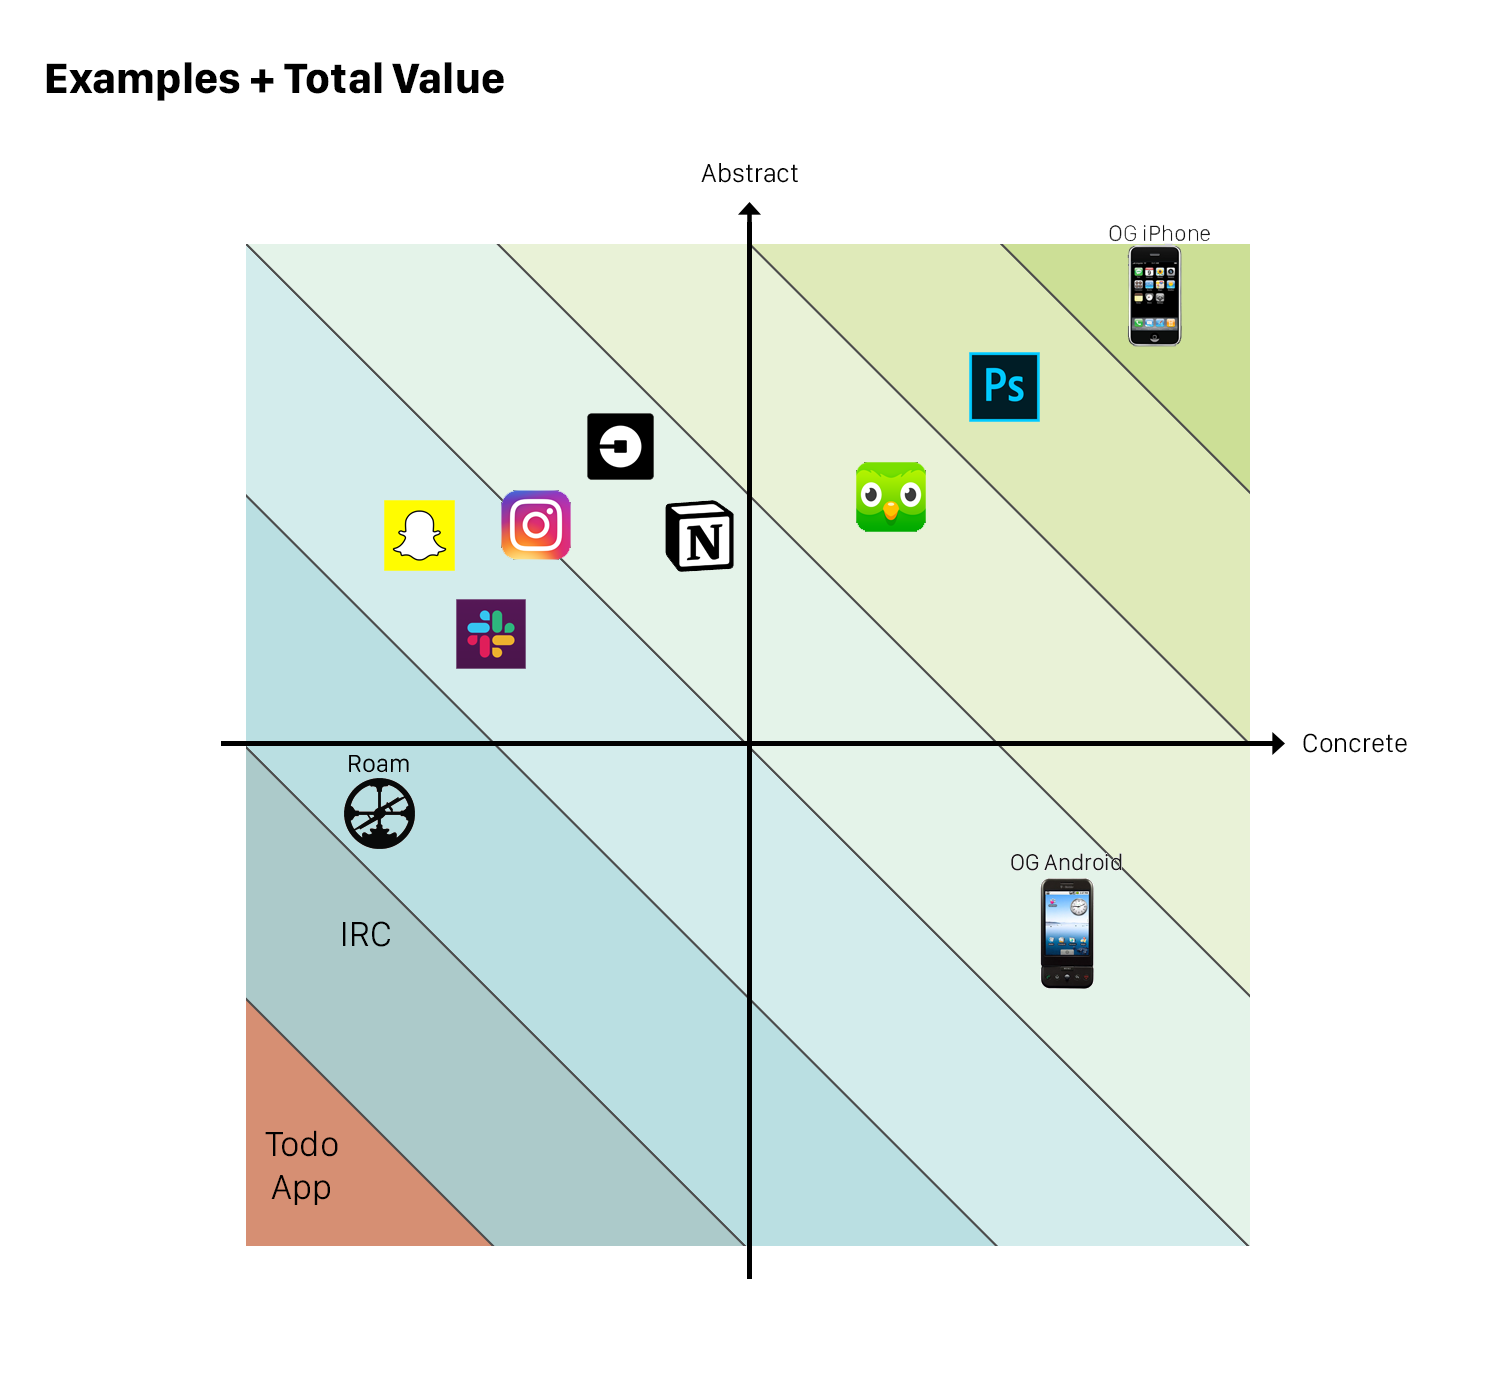 Examples + Total Value
Abstract
OG iPhone
Ps
N
Concrete
Roam
OG Android
IRC
Todo
App